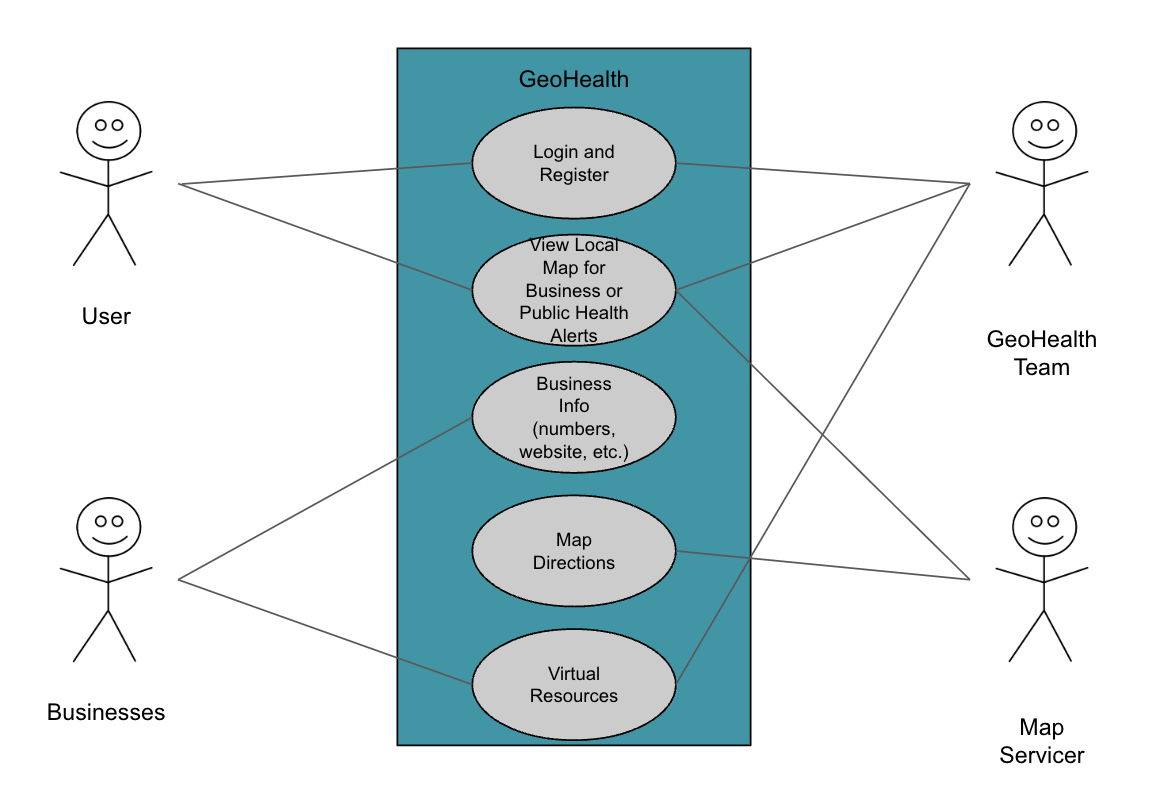 GeoHealth
Login and
Register
View Local
Map for
Business or
Public Health
Alerts
Business
Info
(numbers,
website, etc.)
Map
Directions
Virtual
Resources
User
Businesses
GeoHealth
Team
Map
Servicer